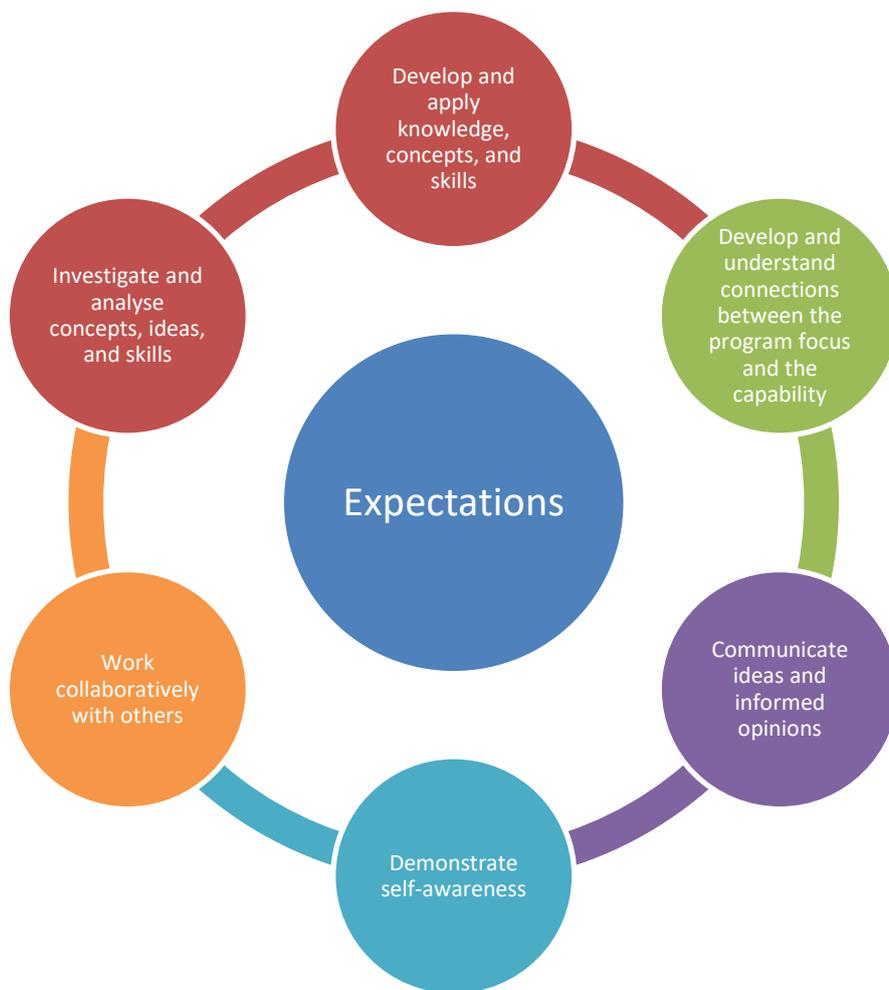 Develop and
apply
knowledge,
concepts, and
skills
Develop and
understand
connections
between the
program focus
and the
capability
Communicate
ideas and
informed
opinions
Demonstrate
self-awareness
Work
collaboratively
with others
Investigate and
analyse
concepts, ideas,
and skills
Expectations